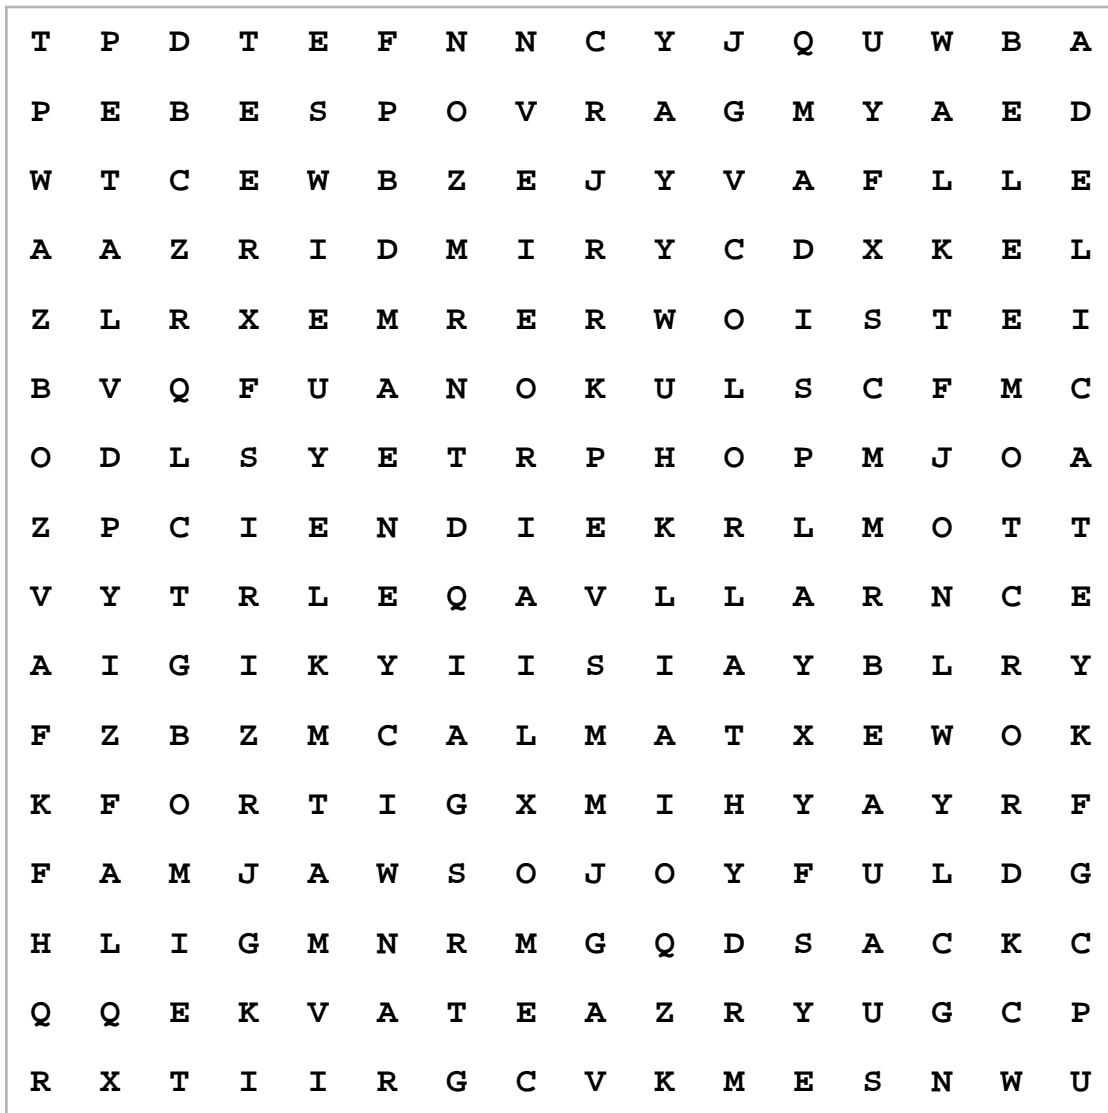 T P D T E F N N C Y J Q U W B A
P E B E S P O V R A G M Y A E D
W T C E W B Z E J Y V A F L L E
A A Z R I D M I R Y C D X K E L
Z L R X E M R E R W O I S T E I
B V Q F U A N O K U L S C F M C
O D L S Y E T R P H O P M J O A
Z P C I E N D I E K R L M O T T
V Y T R L E Q A V L L A R N C E
A I G I K Y I I S I A Y B L R Y
F Z B Z M C A L M A T X E W O K
K F O R T I G X M I H Y A Y R F
F A M J A W S O J O Y F U L D G
H L I G M N R M G Q D S A C K C
Q Q E K V A T E A Z R Y U G C P
R X T I I R G C V K M E S N W U